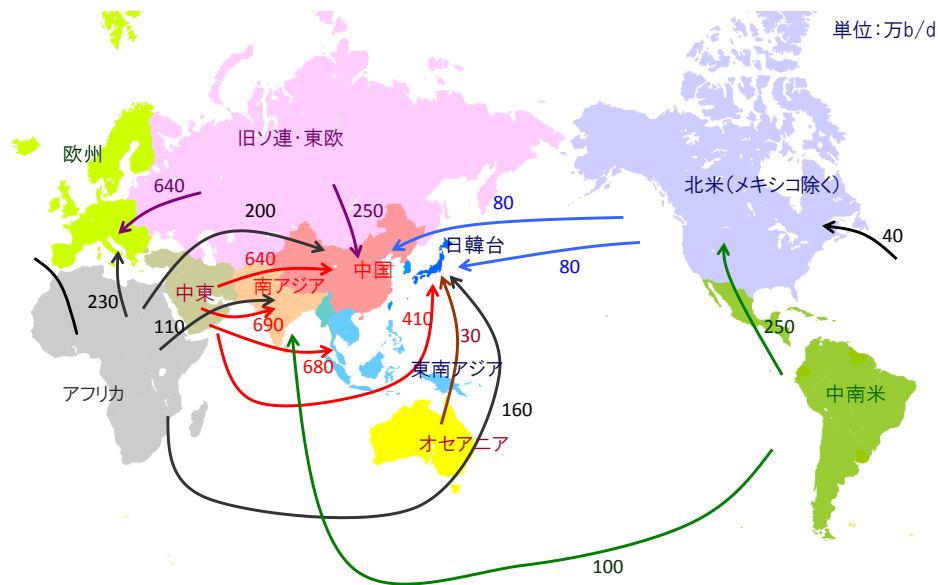 単位:万b/d
旧ソ連・東欧
欧州
640
200
250
80
北米(メキシコ除く)
日韓台
40
640
中国
80
中東
南アジア
230
110
690
410
30
250
680
東南アジア
アフリカ
160
中南米
オセアニア
100